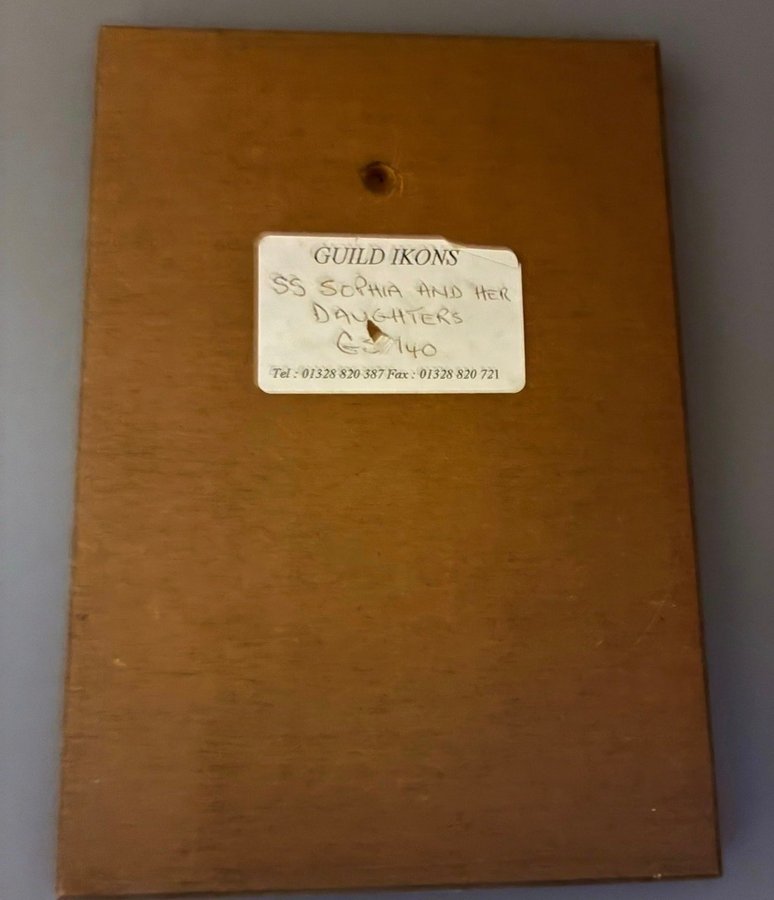 GUILD IKONS
SS SOPHIA AND HER
DAUGHTERS
Tel : 01328 820 387 Fax : 01328 820 721